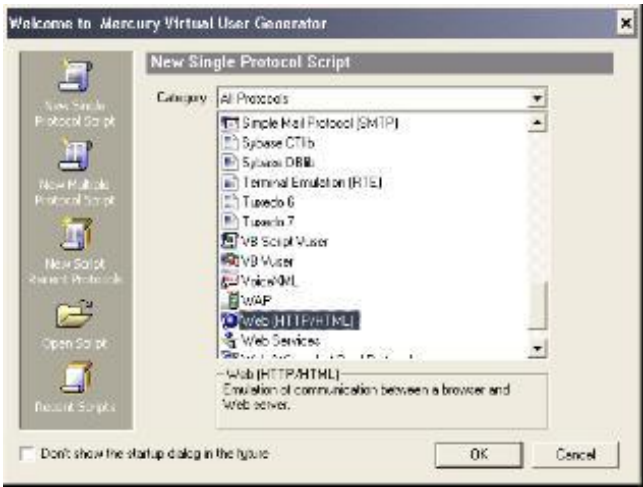 Welcome to Mercury Virtual User Generator
New Single Protocol Script
New Single
Protocol Script
New Multiple
Protocol Script
New Script
Recent Protocols
Open Script
Recent Scripts
Category
All Protocols
Simple Mail Protocol (SMTP)
Sybase CTlib
Sybase DBlib
Terminal Emulation (RTE)
Tuxedo 6
Tuxedo 7
VB Script Vuser
VB Vuser
VoiceXML
WAP
Web (HTTP/HTML)
Web Services
Web (HTTP/HTML)
Emulation of communication between a browser and
Web server.
Don't show the startup dialog in the future
OK
Cancel